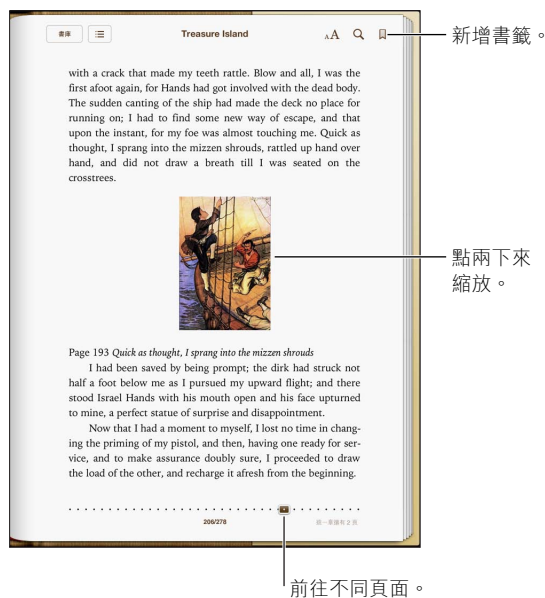 書庫
Treasure Island
AA
新增書籤。
with a crack that made my teeth rattle. Blow and all, I was the
first afoot again, for Hands had got involved with the dead body.
The sudden canting of the ship had made the deck no place for
running on; I had to find some new way of escape, and that
upon the instant, for my foe was almost touching me. Quick as
thought, I sprang into the mizzen shrouds, rattled up hand over
hand, and did not draw a breath till I was seated on the
crosstrees.
點兩下來
縮放。
Page 193 Quick as thought, I sprang into the mizzen shrouds
I had been saved by being prompt; the dirk had struck not
half a foot below me as I pursued my upward flight; and there
stood Israel Hands with his mouth open and his face upturned
to mine, a perfect statue of surprise and disappointment.
Now that I had a moment to myself, I lost no time in chang-
ing the priming of my pistol, and then, having one ready for ser-
vice, and to make assurance doubly sure, I proceeded to draw
the load of the other, and recharge it afresh from the beginning.
206/278
前往不同頁面。